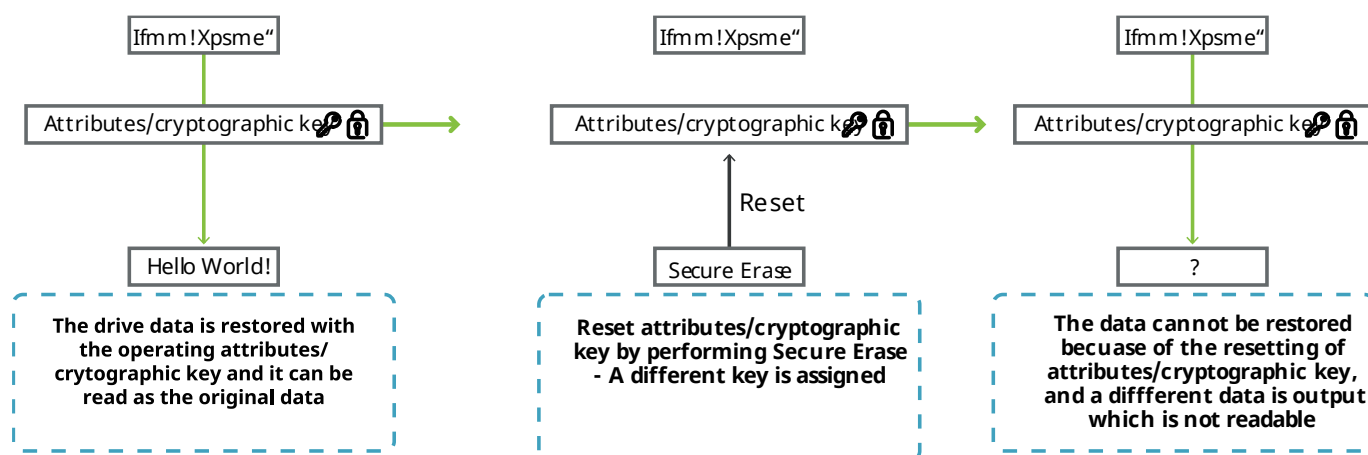 Ifmm!Xpsme“
Attributes/cryptographic key
Hello World!
The drive data is restored with
the operating attributes/
crytographic key and it can be
read as the original data
Ifmm!Xpsme“
Attributes/cryptographic key
Reset
Secure Erase
Reset attributes/cryptographic
key by performing Secure Erase
- A different key is assigned
Ifmm!Xpsme“
Attributes/cryptographic key
?
The data cannot be restored
becuase of the resetting of
attributes/cryptographic key,
and a diffferent data is output
which is not readable